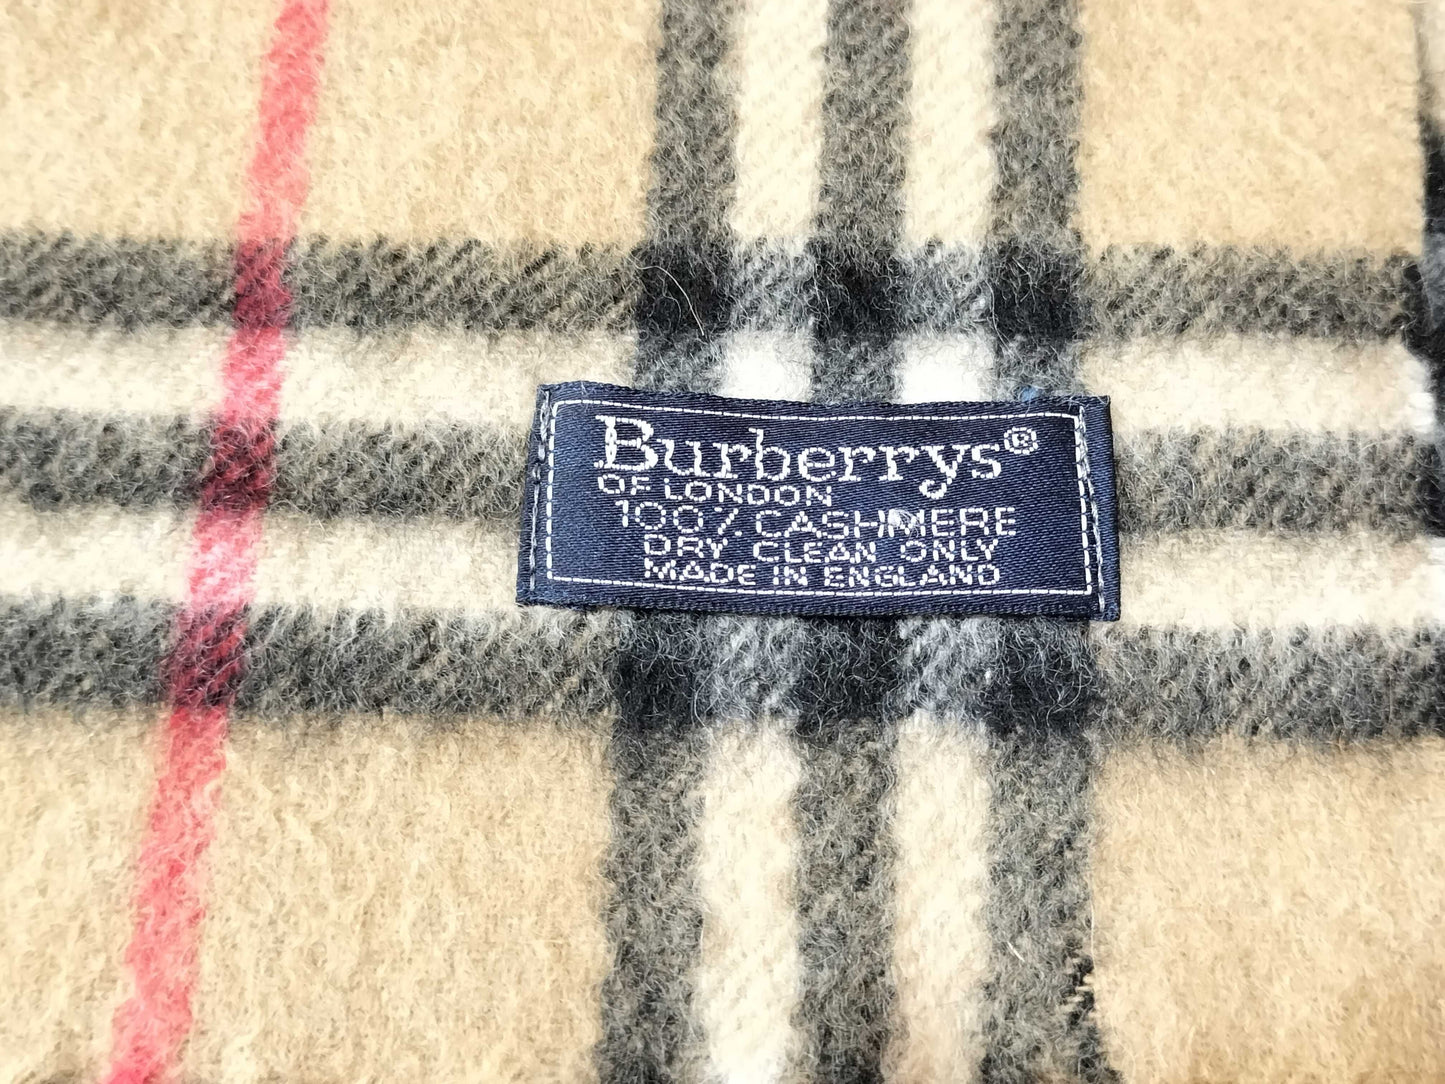 Burberrys®
OF LONDON
100% CASHMERE
DRY CLEAN ONLY
MADE IN ENGLAND